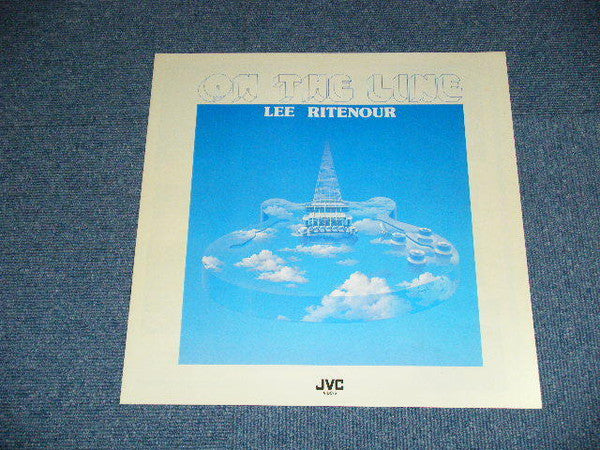 ON THE LINE
LEE RITENOUR
JVC